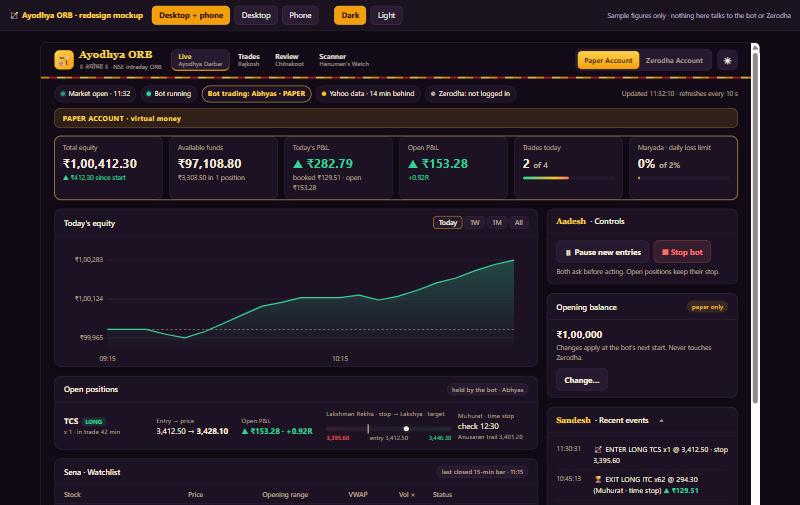 Ayodhya ORB · redesign mockup
Desktop + phone
Desktop
Phone
Dark
Light
Sample figures only - nothing here talks to the bot or Zerodha
Ayodhya ORB
॥ अयोध्या ॥ · NSE intraday ORB
Live
Ayodhya Darbar
Trades
Rajkosh
Review
Chitrakoot
Scanner
Hanuman's Watch
Paper Account
Zerodha Account
Market open · 11:32
Bot running
Bot trading: Abhyas · PAPER
Yahoo data · 14 min behind
Zerodha: not logged in
Updated 11:32:10 · refreshes every 10 s
PAPER ACCOUNT · virtual money
Total equity
₹1,00,412.30
▲ ₹412.30 since start
Available funds
₹97,108.80
₹3,303.50 in 1 position
Today's P&L
▲ ₹282.79
booked ₹129.51 · open
₹153.28
Open P&L
▲ ₹153.28
+0.92R
Trades today
2 of 4
Maryada · daily loss limit
0% of 2%
Today's equity
Today
1W
1M
All
₹1,00,283
₹1,00,124
₹99,965
09:15
10:15
Aadesh · Controls
Pause new entries
Stop bot
Both ask before acting. Open positions keep their stop.
Opening balance
paper only
₹1,00,000
Changes apply at the bot's next start. Never touches
Zerodha.
Change...
Open positions
held by the bot · Abhyas
TCS LONG
x 1 · in trade 42 min
Entry → price
3,412.50 → 3,428.10
Open P&L
▲ ₹153.28 · +0.92R
Lakshman Rekha · stop → Lakshya · target
3,395.60
entry 3,412.50
3,446.30
Muhurat · time stop
check 12:30
Anusaran trail 3,401.20
Sandesh · Recent events
11:30:31
ENTER LONG TCS x1 @ 3,412.50 · stop
3,395.60
10:45:13
EXIT LONG ITC x62 @ 294.30
(Muhurat · time stop) ▲ ₹129.51
Sena · Watchlist
last closed 15-min bar · 11:15
Stock
Price
Opening range
VWAP
Vol ×
Status